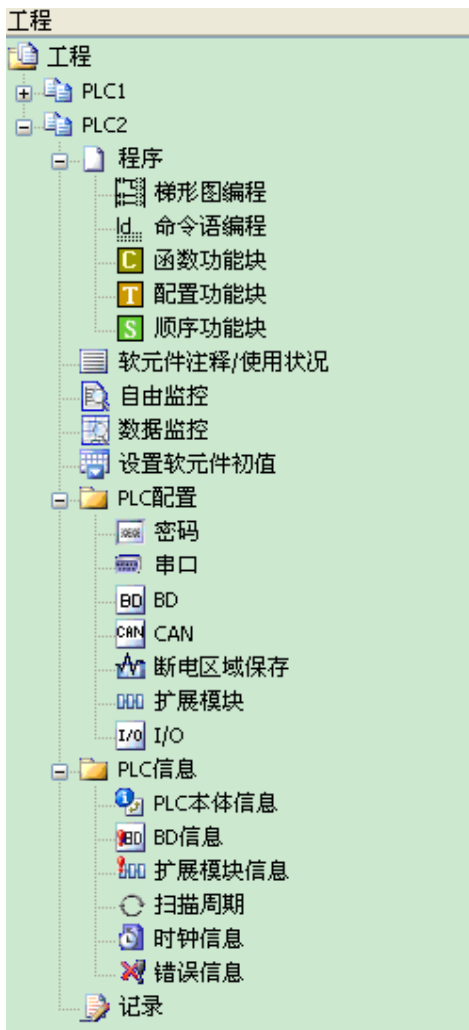 工程
工程
PLC1
PLC2
程序
梯形图编程
命令语编程
函数功能块
配置功能块
顺序功能块
软元件注释/使用状况
自由监控
数据监控
设置软元件初值
PLC配置
密码
串口
BD BD
CAN CAN
断电区域保存
扩展模块
I/O I/O
PLC信息
PLC本体信息
BD BD信息
扩展模块信息
扫描周期
时钟信息
错误信息
记录